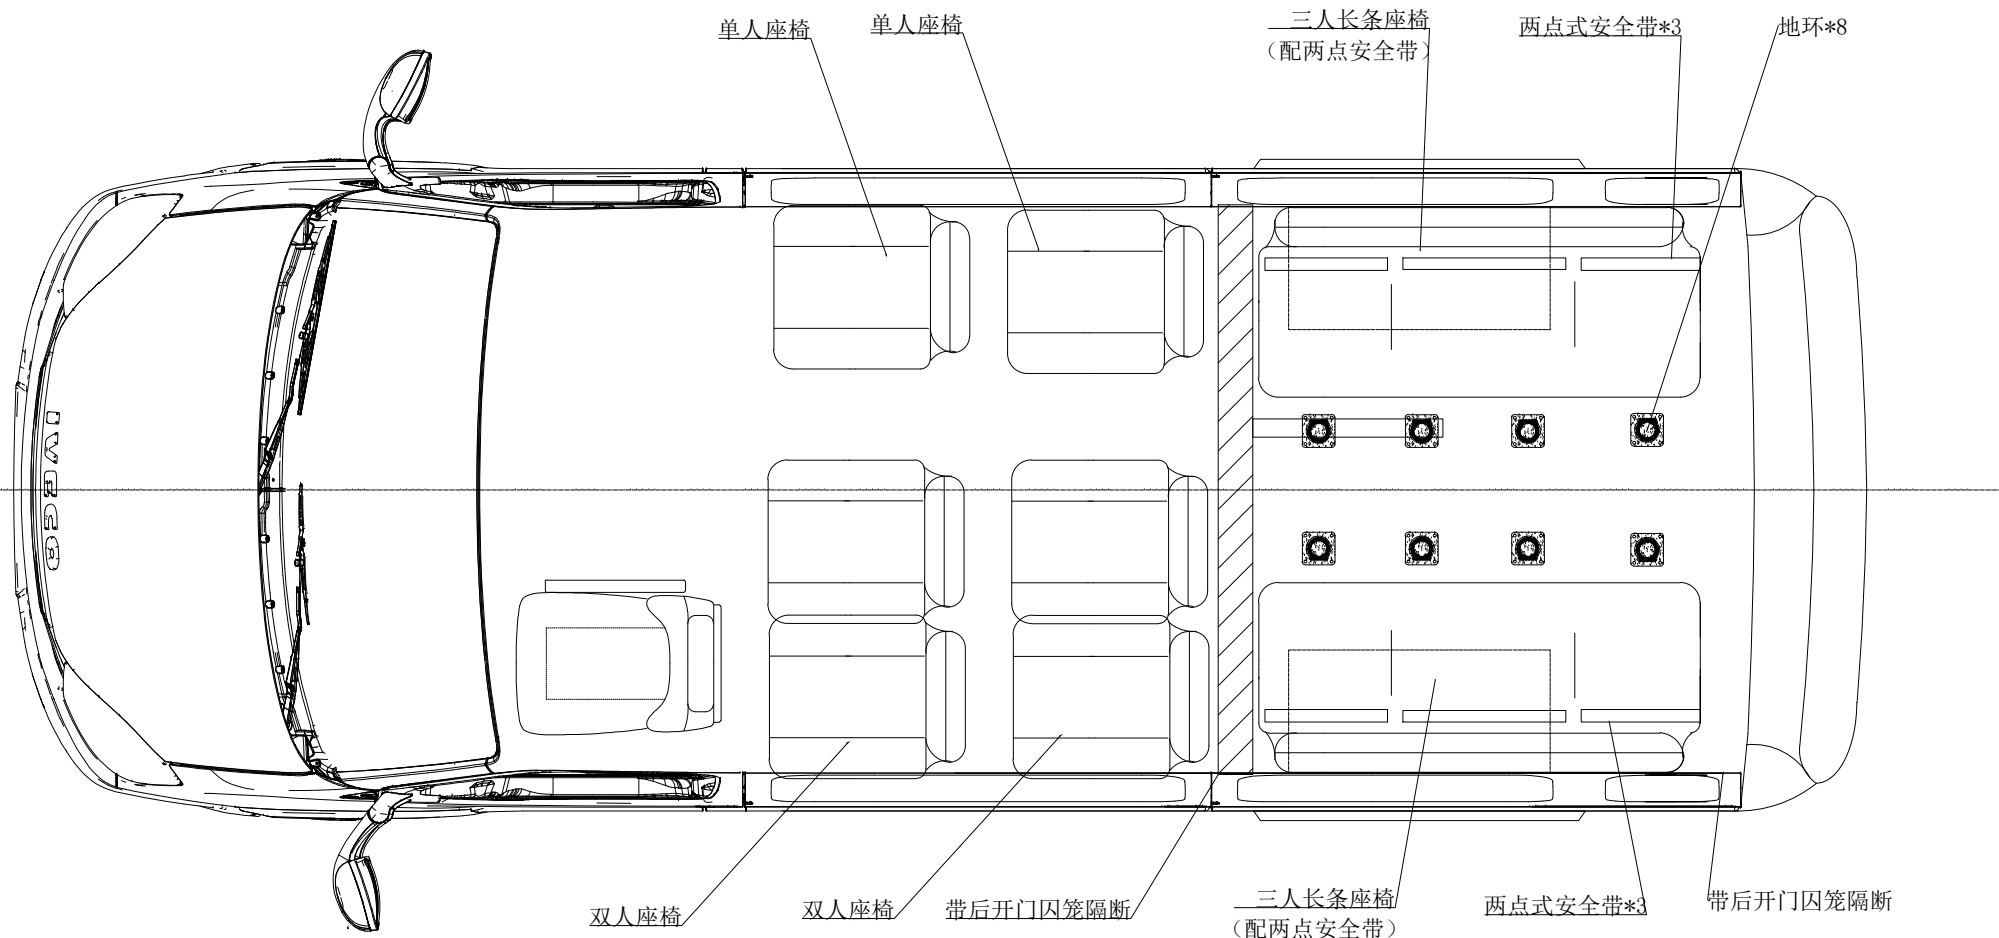 单人座椅
单人座椅
三人长条座椅
（配两点安全带）
两点式安全带*3
地环*8
IVECO
双人座椅
双人座椅
带后开门囚笼隔断
三人长条座椅
（配两点安全带）
两点式安全带*3
带后开门囚笼隔断